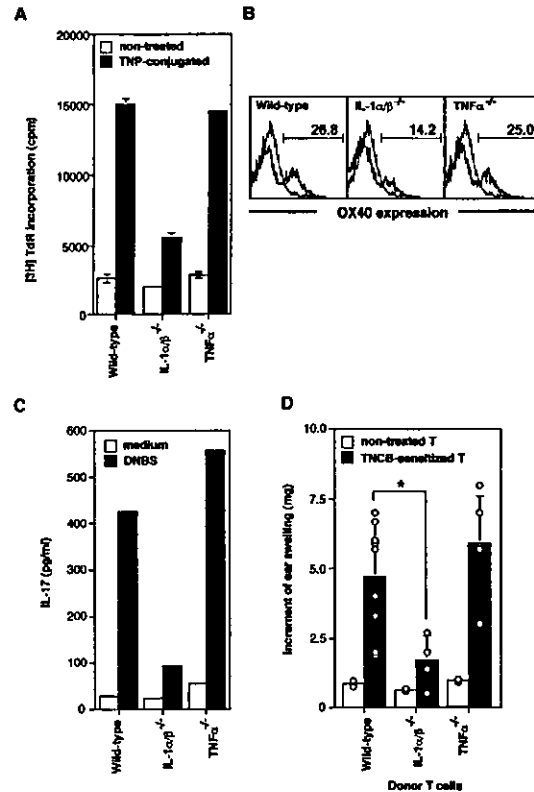 A
20000
15000
10000
5000
0
[3H] TdR incorporation (cpm)
non-treated
TNP-conjugated
Wild-type
IL-1α/β-/-
TNFα-/-
B
Wild-type
26.8
IL-1α/β-/-
14.2
TNFα-/-
25.0
OX40 expression
C
600
500
400
300
200
100
0
IL-17 (pg/ml)
medium
DNBS
Wild-type
IL-1α/β-/-
TNFα-/-
D
10.0
7.5
5.0
2.5
0
Increment of ear swelling (mg)
non-treated T
TNCB-sensitized T
*
Wild-type
IL-1α/β-/-
TNFα-/-
Donor T cells